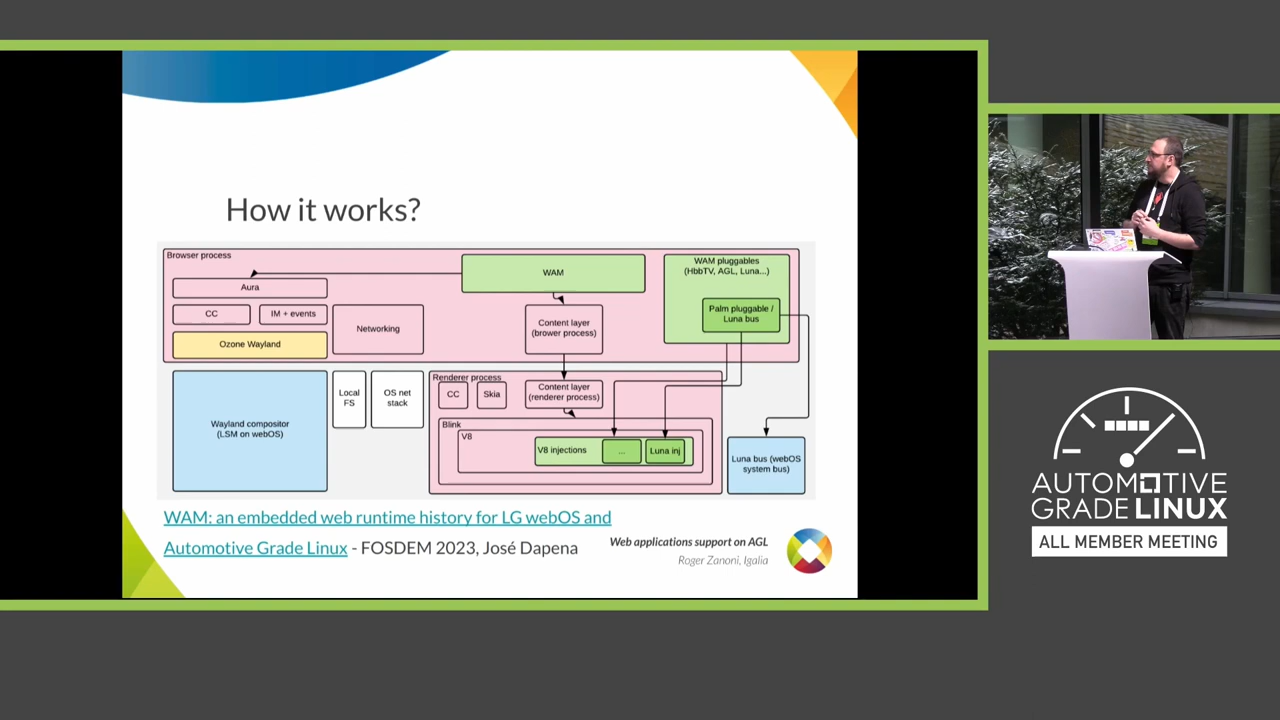 How it works?
Browser process
Aura
CC
IM + events
Ozone Wayland
Networking
WAM
Content layer
(brower process)
WAM pluggables
(HbbTV, AGL, Luna...)
Palm pluggable /
Luna bus
Wayland compositor
(LSM on webOS)
Local
FS
OS net
stack
Renderer process
CC
Skia
Content layer
(renderer process)
Blink
V8
V8 injections
...
Luna inj
Luna bus (webOS
system bus)
WAM: an embedded web runtime history for LG webOS and
Automotive Grade Linux - FOSDEM 2023, José Dapena
Web applications support on AGL
Roger Zanoni, Igalia
AUTOMOTIVE
GRADE LINUX
ALL MEMBER MEETING